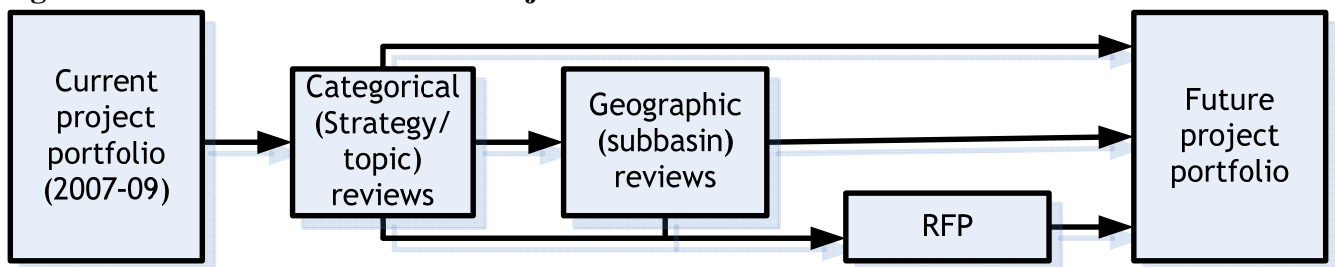 Current
project
portfolio
(2007-09)
Categorical
(Strategy/
topic)
reviews
Geographic
(subbasin)
reviews
RFP
Future
project
portfolio